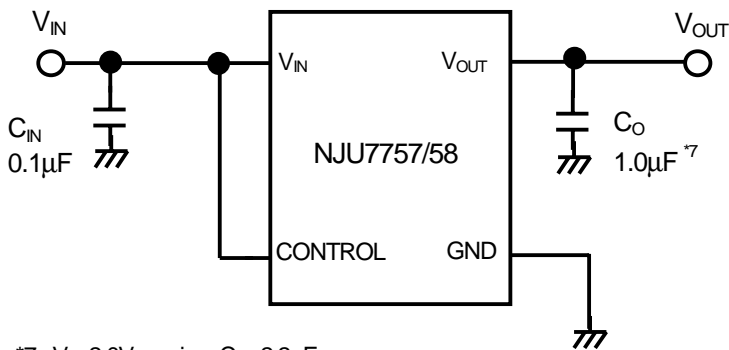 VIN
VOUT
VIN
VOUT
CIN
0.1μF
NJU7757/58
CO
1.0μF *7
CONTROL
GND